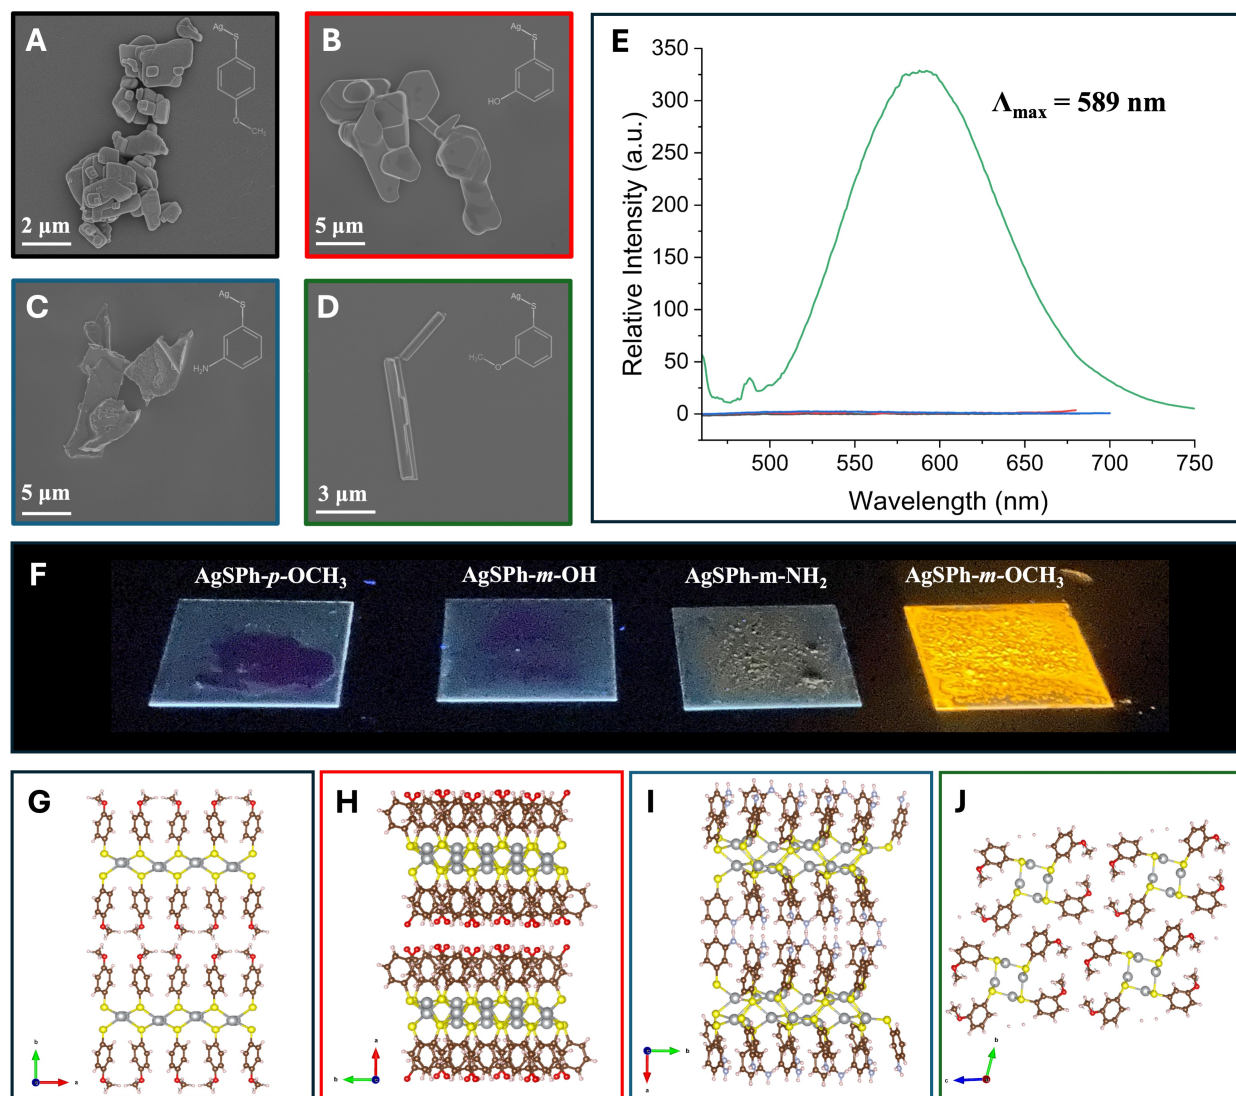 A
Ag
S
O
CH₃
2 μm
B
Ag
S
HO
5 μm
C
Ag
S
H₂N
5 μm
D
Ag
S
H₃C
O
3 μm
E
Λmax = 589 nm
350
300
250
200
150
100
50
0
Relative Intensity (a.u.)
500 550 600 650 700 750
Wavelength (nm)
F
AgSPh-p-OCH₃ AgSPh-m-OH AgSPh-m-NH₂ AgSPh-m-OCH₃
G
b
a
H
a
b
c
I
c
b
a
J
b
c